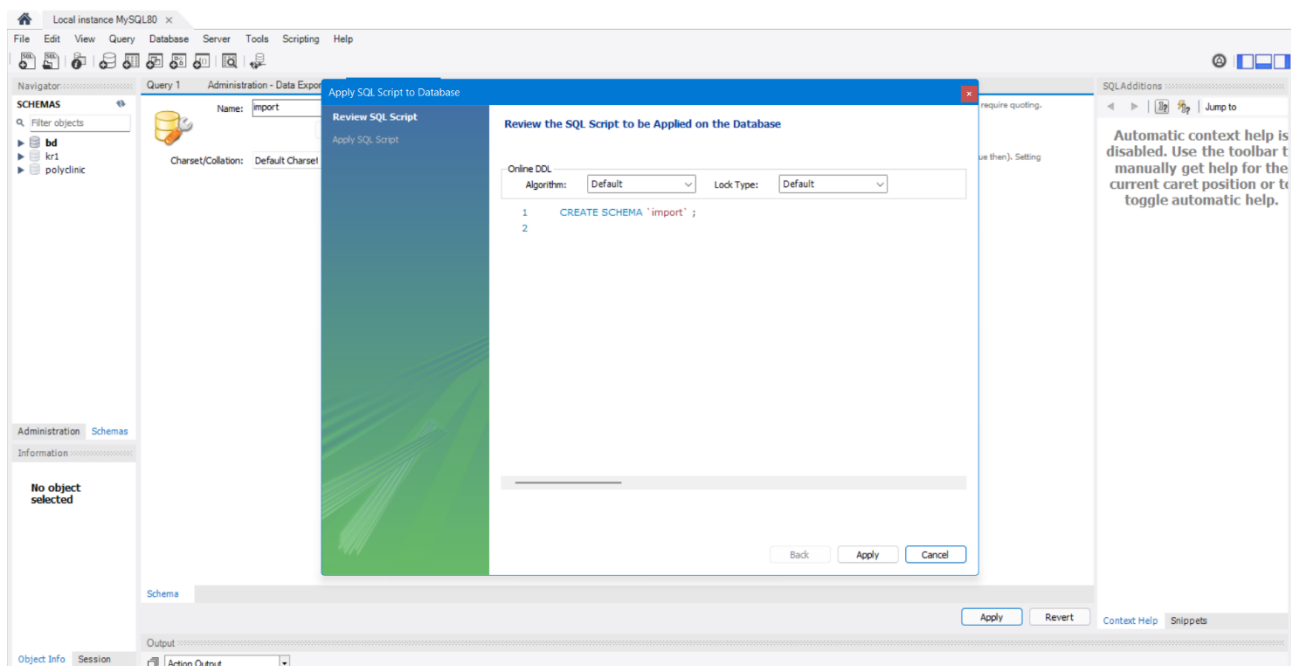 Local instance MySQL80 ×
File Edit View Query Database Server Tools Scripting Help
Navigator
SCHEMAS
Filter objects
bd
kr1
polyclinic
Administration Schemas
Information
No object
selected
Object Info Session
Query 1 Administration - Data Expor
Name: import
require quoting.
Charset/Collation: Default Charset
ue then). Setting
Apply SQL Script to Database
Review SQL Script
Apply SQL Script
Review the SQL Script to be Applied on the Database
Online DDL
Algorithm: Default Lock Type: Default
1 CREATE SCHEMA `import` ;
2
Back Apply Cancel
Schema
Apply Revert
Output
Action Output
SQLAdditions
Jump to
Automatic context help is
disabled. Use the toolbar t
manually get help for the
current caret position or to
toggle automatic help.
Context Help Snippets